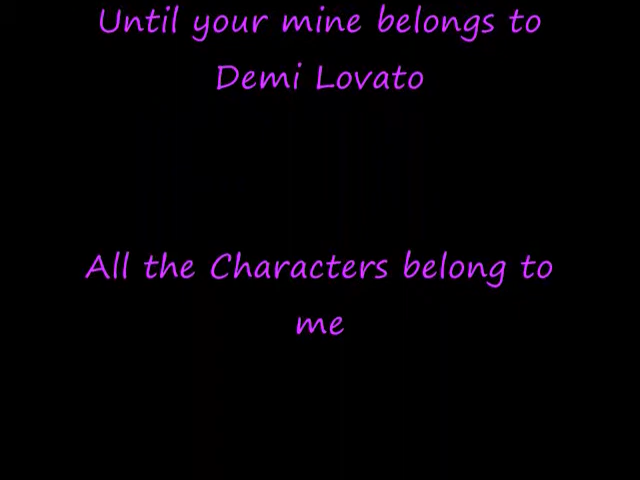 Until your mine belongs to
Demi Lovato
All the Characters belong to
me